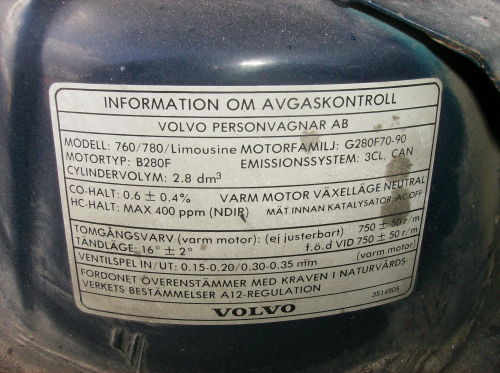 INFORMATION OM AVGASKONTROLL
VOLVO PERSONVAGNAR AB
MODELL: 760/780/Limousine MOTORFAMILJ: G280F70-90
MOTORTYP: B280F EMISSIONSSYSTEM: 3CL, CAN
CYLINDERVOLYM: 2.8 dm³
CO-HALT: 0.6 ± 0.4% VARM MOTOR VÄXELLÄGE NEUTRAL
HC-HALT: MAX 400 ppm (NDIR) MÄT INNAN KATALYSATOR, AC OFF
TOMGÅNGSVARV (varm motor): (ej justerbart) 750 ± 50 r/m
TÄNDLÄGE: 16° ± 2° f.ö.d VID 750 ± 50 r/m
VENTILSPEL IN/UT: 0.15-0.20/0.30-0.35 mm (varm motor)
FORDONET ÖVERENSTÄMMER MED KRAVEN I NATURVÅRDS-
VERKETS BESTÄMMELSER A12-REGULATION
3514805
VOLVO